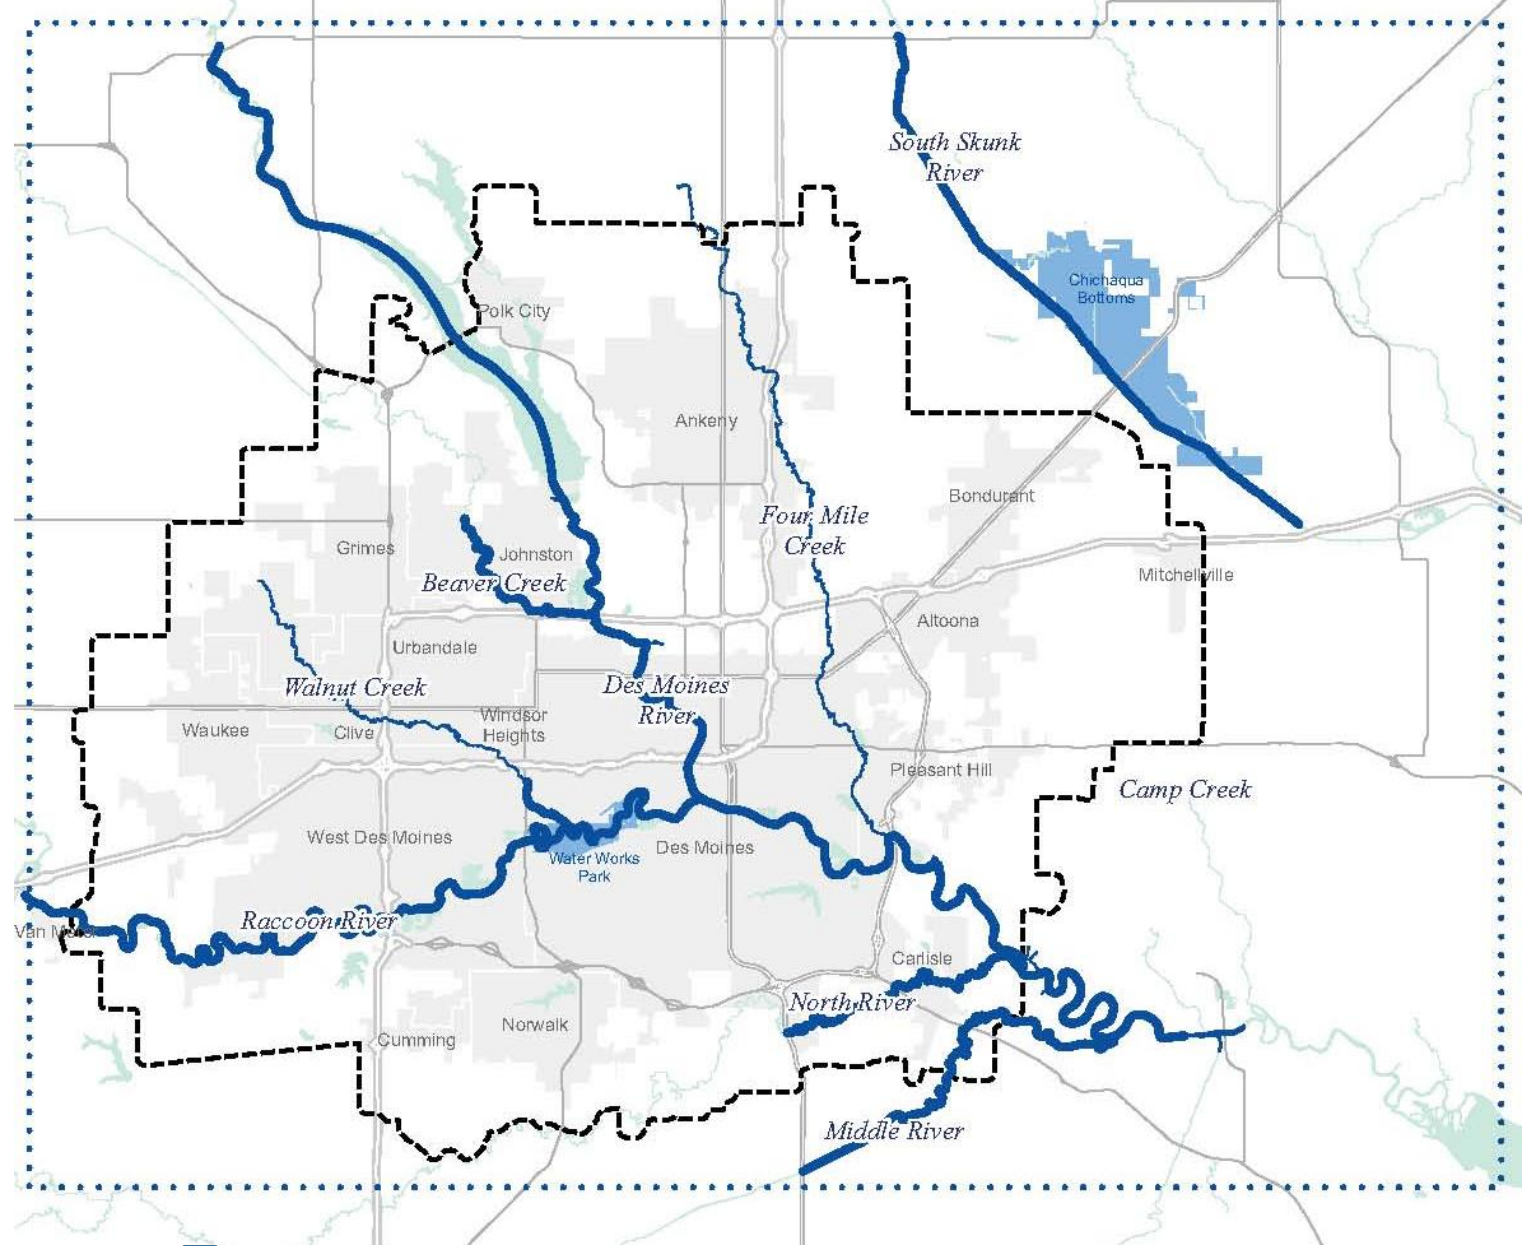 South Skunk
River
Chichaqua
Bottoms
Polk City
Ankeny
Bondurant
Four Mile
Creek
Grimes
Johnston
Beaver Creek
Mitchellville
Altoona
Urbandale
Walnut Creek
Des Moines
River
Windsor
Heights
Waukee
Clive
Pleasant Hill
Camp Creek
West Des Moines
Des Moines
Water Works
Park
Raccoon River
Van Meter
Carlisle
North River
Norwalk
Cumming
Middle River